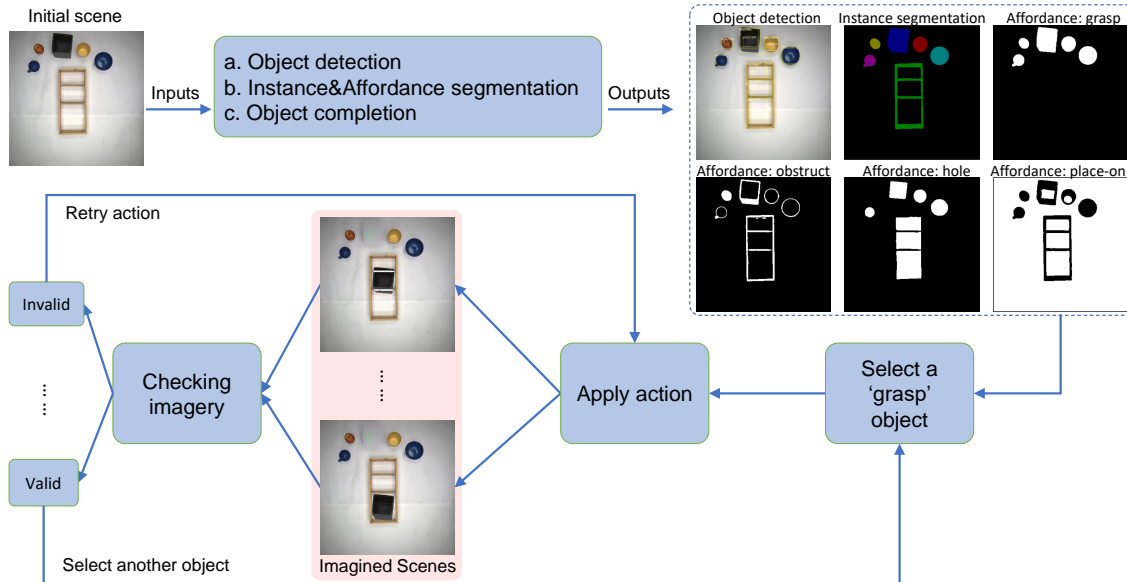 Initial scene
Inputs
a. Object detection
b. Instance&Affordance segmentation
c. Object completion
Outputs
Object detection
Instance segmentation
Affordance: grasp
Affordance: obstruct
Affordance: hole
Affordance: place-on
Retry action
Invalid
Checking
imagery
Apply action
Select a
‘grasp’
object
Valid
Select another object
Imagined Scenes